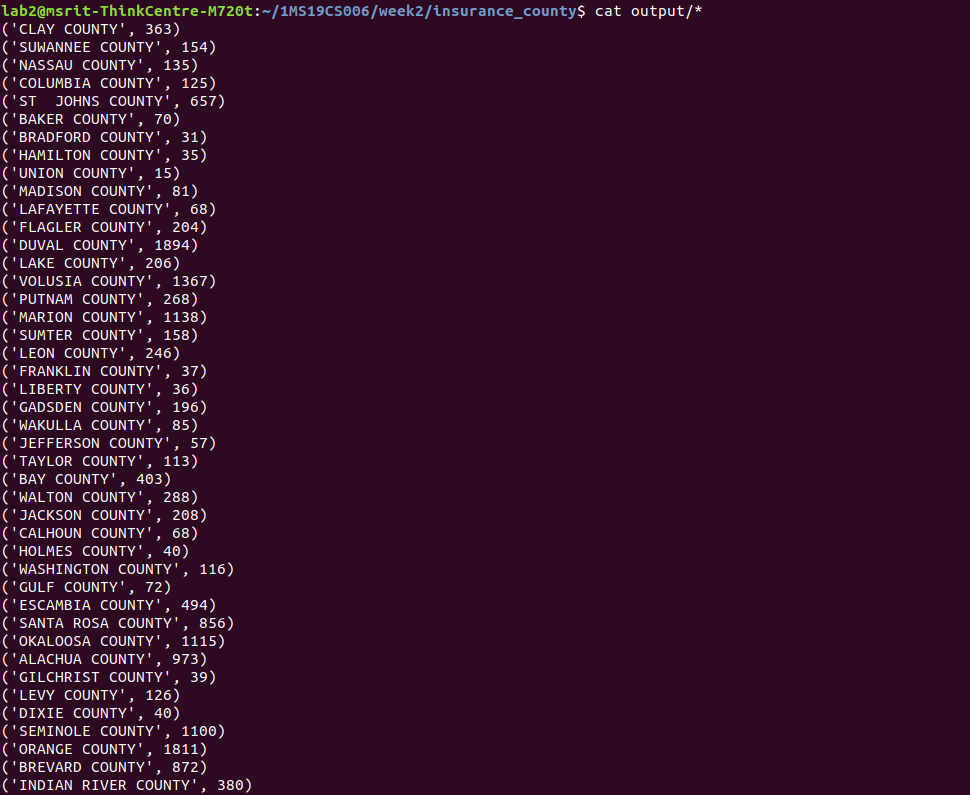 lab2@msrit-ThinkCentre-M720t:~/1MS19CS006/week2/insurance_county$ cat output/*
('CLAY COUNTY', 363)
('SUWANNEE COUNTY', 154)
('NASSAU COUNTY', 135)
('COLUMBIA COUNTY', 125)
('ST  JOHNS COUNTY', 657)
('BAKER COUNTY', 70)
('BRADFORD COUNTY', 31)
('HAMILTON COUNTY', 35)
('UNION COUNTY', 15)
('MADISON COUNTY', 81)
('LAFAYETTE COUNTY', 68)
('FLAGLER COUNTY', 204)
('DUVAL COUNTY', 1894)
('LAKE COUNTY', 206)
('VOLUSIA COUNTY', 1367)
('PUTNAM COUNTY', 268)
('MARION COUNTY', 1138)
('SUMTER COUNTY', 158)
('LEON COUNTY', 246)
('FRANKLIN COUNTY', 37)
('LIBERTY COUNTY', 36)
('GADSDEN COUNTY', 196)
('WAKULLA COUNTY', 85)
('JEFFERSON COUNTY', 57)
('TAYLOR COUNTY', 113)
('BAY COUNTY', 403)
('WALTON COUNTY', 288)
('JACKSON COUNTY', 208)
('CALHOUN COUNTY', 68)
('HOLMES COUNTY', 40)
('WASHINGTON COUNTY', 116)
('GULF COUNTY', 72)
('ESCAMBIA COUNTY', 494)
('SANTA ROSA COUNTY', 856)
('OKALOOSA COUNTY', 1115)
('ALACHUA COUNTY', 973)
('GILCHRIST COUNTY', 39)
('LEVY COUNTY', 126)
('DIXIE COUNTY', 40)
('SEMINOLE COUNTY', 1100)
('ORANGE COUNTY', 1811)
('BREVARD COUNTY', 872)
('INDIAN RIVER COUNTY', 380)